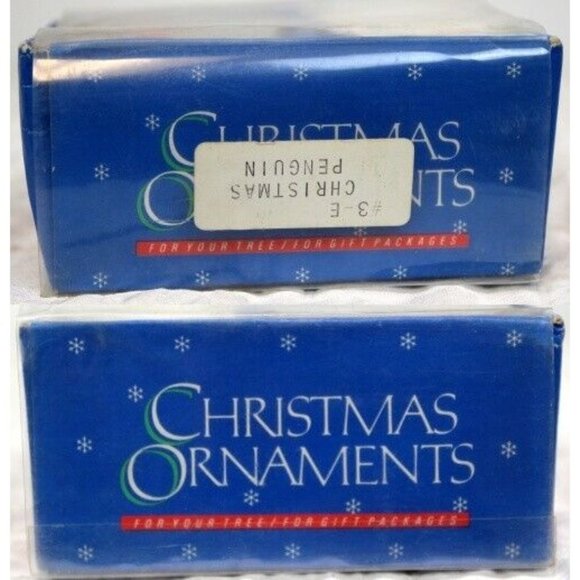 CHRISTMAS
#3-E
CHRISTMAS
PENGUIN
ORNAMENTS
FOR YOUR TREE/FOR GIFT PACKAGES
CHRISTMAS
ORNAMENTS
FOR YOUR TREE/FOR GIFT PACKAGES